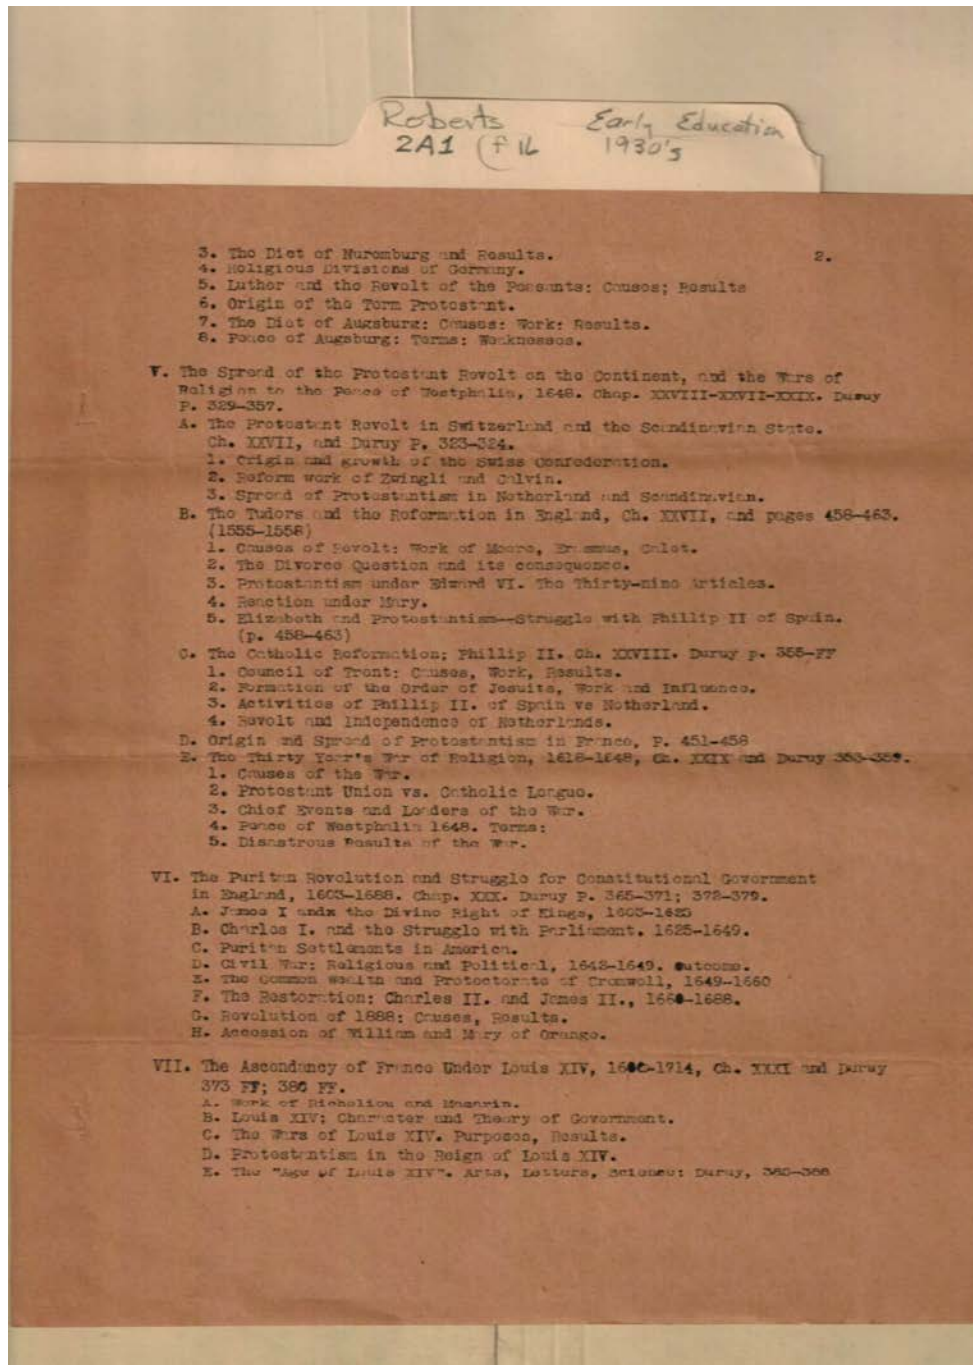 Roberts Early Education
2A1 (f 16 1930's
3. The Diet of Nuremburg and Results. 2.
4. Religious Divisions of Germany.
5. Luther and the Revolt of the Peasants: Causes; Results
6. Origin of the Term Protestant.
7. The Diet of Augsburg: Causes: Work: Results.
8. Peace of Augsburg: Terms: Weaknesses.
V. The Spread of the Protestant Revolt on the Continent, and the Wars of
Religion to the Peace of Westphalia, 1648. Chap. XXVIII-XXVII-XXIX. Duruy
P. 329-357.
A. The Protestant Revolt in Switzerland and the Scandinavian State.
Ch. XXVII, and Duruy P. 323-324.
1. Origin and growth of the Swiss Confederation.
2. Reform work of Zwingli and Calvin.
3. Spread of Protestantism in Netherland and Scandinavian.
B. The Tudors and the Reformation in England, Ch. XXVII, and pages 458-463.
(1555-1558)
1. Causes of Revolt: Work of Moore, Erasmus, Colet.
2. The Divorce Question and its consequence.
3. Protestantism under Edward VI. The Thirty-nine Articles.
4. Reaction under Mary.
5. Elizabeth and Protestantism--Struggle with Phillip II of Spain.
(p. 458-463)
C. The Catholic Reformation; Phillip II. Ch. XXVIII. Duruy p. 355-FF
1. Council of Trent: Causes, Work, Results.
2. Formation of the Order of Jesuits, Work and Influence.
3. Activities of Phillip II. of Spain vs Netherland.
4. Revolt and Independence of Netherlands.
D. Origin and Spread of Protestantism in France, P. 451-458
E. The Thirty Year's War of Religion, 1618-1648, Ch. XXIX and Duruy 353-359.
1. Causes of the War.
2. Protestant Union vs. Catholic League.
3. Chief Events and Leaders of the War.
4. Peace of Westphalia 1648. Terms:
5. Disastrous Results of the War.
VI. The Puritan Revolution and Struggle for Constitutional Government
in England, 1603-1688. Chap. XXX. Duruy P. 365-371; 372-379.
A. James I andx the Divine Right of Kings, 1603-1625
B. Charles I. and the Struggle with Parliament. 1625-1649.
C. Puritan Settlements in America.
D. Civil War: Religious and Political, 1642-1649. Outcome.
E. The Common Wealth and Protectorate of Cromwell, 1649-1660
F. The Restoration: Charles II. and James II., 1660-1688.
G. Revolution of 1888: Causes, Results.
H. Accession of William and Mary of Orange.
VII. The Ascendancy of France Under Louis XIV, Ch. XXXI and Duruy
373 FF; 380 FF.
A. Work of Richeliou and Mazarin.
B. Louis XIV; Character and Theory of Government.
C. The Wars of Louis XIV. Purposes, Results.
D. Protestantism in the Reign of Louis XIV.
E. The "Age of Louis XIV". Arts, Letters, Science: Duruy, 380-388